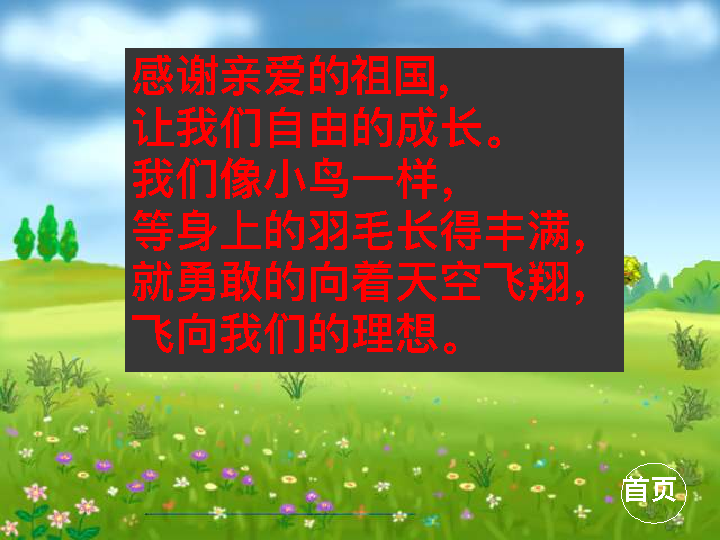 感谢亲爱的祖国,
让我们自由的成长。
我们像小鸟一样,
等身上的羽毛长得丰满,
就勇敢的向着天空飞翔,
飞向我们的理想。
首页